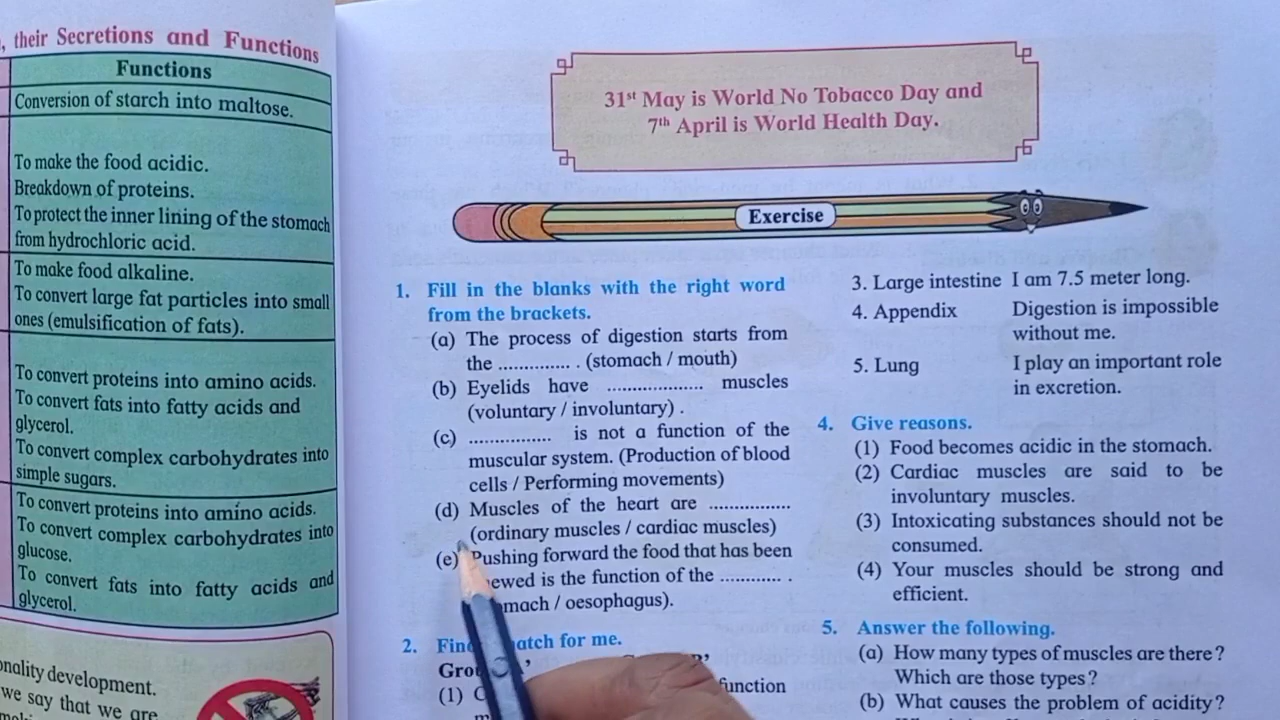 , their Secretions and Functions
Functions
Conversion of starch into maltose.
To make the food acidic.
Breakdown of proteins.
To protect the inner lining of the stomach
from hydrochloric acid.
To make food alkaline.
To convert large fat particles into small
ones (emulsification of fats).
To convert proteins into amino acids.
To convert fats into fatty acids and
glycerol.
To convert complex carbohydrates into
simple sugars.
To convert proteins into amino acids.
To convert complex carbohydrates into
glucose.
To convert fats into fatty acids and
glycerol.
onality development.
we say that we are
31st May is World No Tobacco Day and
7th April is World Health Day.
Exercise
1. Fill in the blanks with the right word
from the brackets.
(a) The process of digestion starts from
the .............. . (stomach / mouth)
(b) Eyelids have ................... muscles
(voluntary / involuntary) .
(c) ................ is not a function of the
muscular system. (Production of blood
cells / Performing movements)
(d) Muscles of the heart are ................
(ordinary muscles / cardiac muscles)
(e) Pushing forward the food that has been
ewed is the function of the ............ .
mach / oesophagus).
2. Find atch for me.
Gro
(1) C function
3. Large intestine I am 7.5 meter long.
4. Appendix Digestion is impossible
without me.
5. Lung I play an important role
in excretion.
4. Give reasons.
(1) Food becomes acidic in the stomach.
(2) Cardiac muscles are said to be
involuntary muscles.
(3) Intoxicating substances should not be
consumed.
(4) Your muscles should be strong and
efficient.
5. Answer the following.
(a) How many types of muscles are there?
Which are those types?
(b) What causes the problem of acidity?